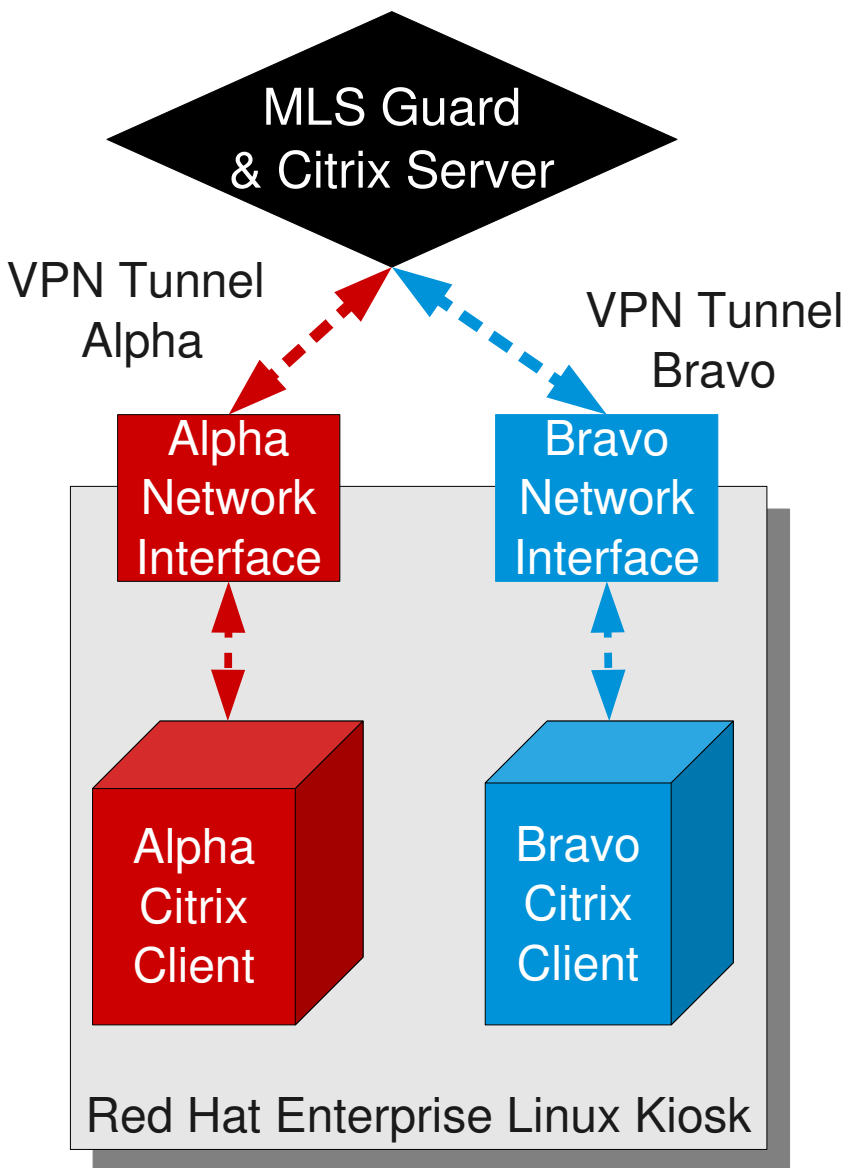 MLS Guard
& Citrix Server
VPN Tunnel
Alpha
VPN Tunnel
Bravo
Alpha
Network
Interface
Bravo
Network
Interface
Alpha
Citrix
Client
Bravo
Citrix
Client
Red Hat Enterprise Linux Kiosk